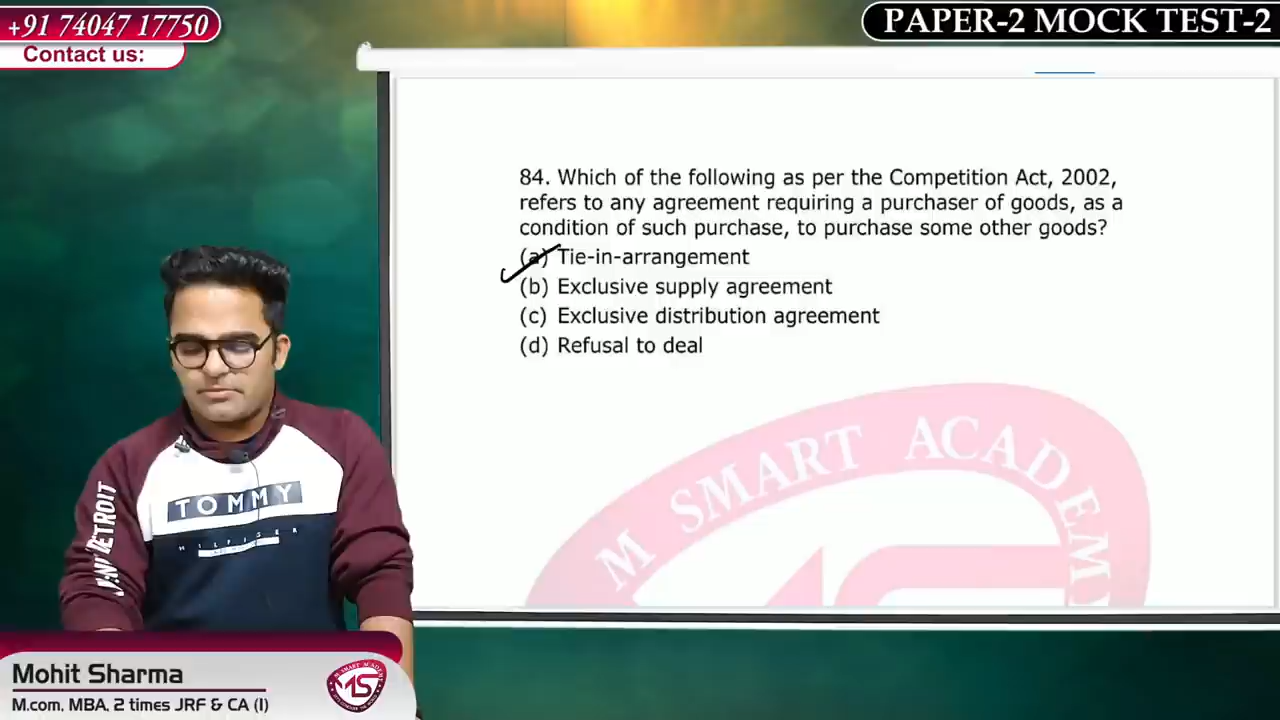 +91 74047 17750
Contact us:
PAPER-2 MOCK TEST-2
84. Which of the following as per the Competition Act, 2002,
refers to any agreement requiring a purchaser of goods, as a
condition of such purchase, to purchase some other goods?
(a) Tie-in-arrangement
(b) Exclusive supply agreement
(c) Exclusive distribution agreement
(d) Refusal to deal
M SMART ACADEMY
TOMMY
HILFIGER
Mohit Sharma
M.com, MBA, 2 times JRF & CA (I)
MS